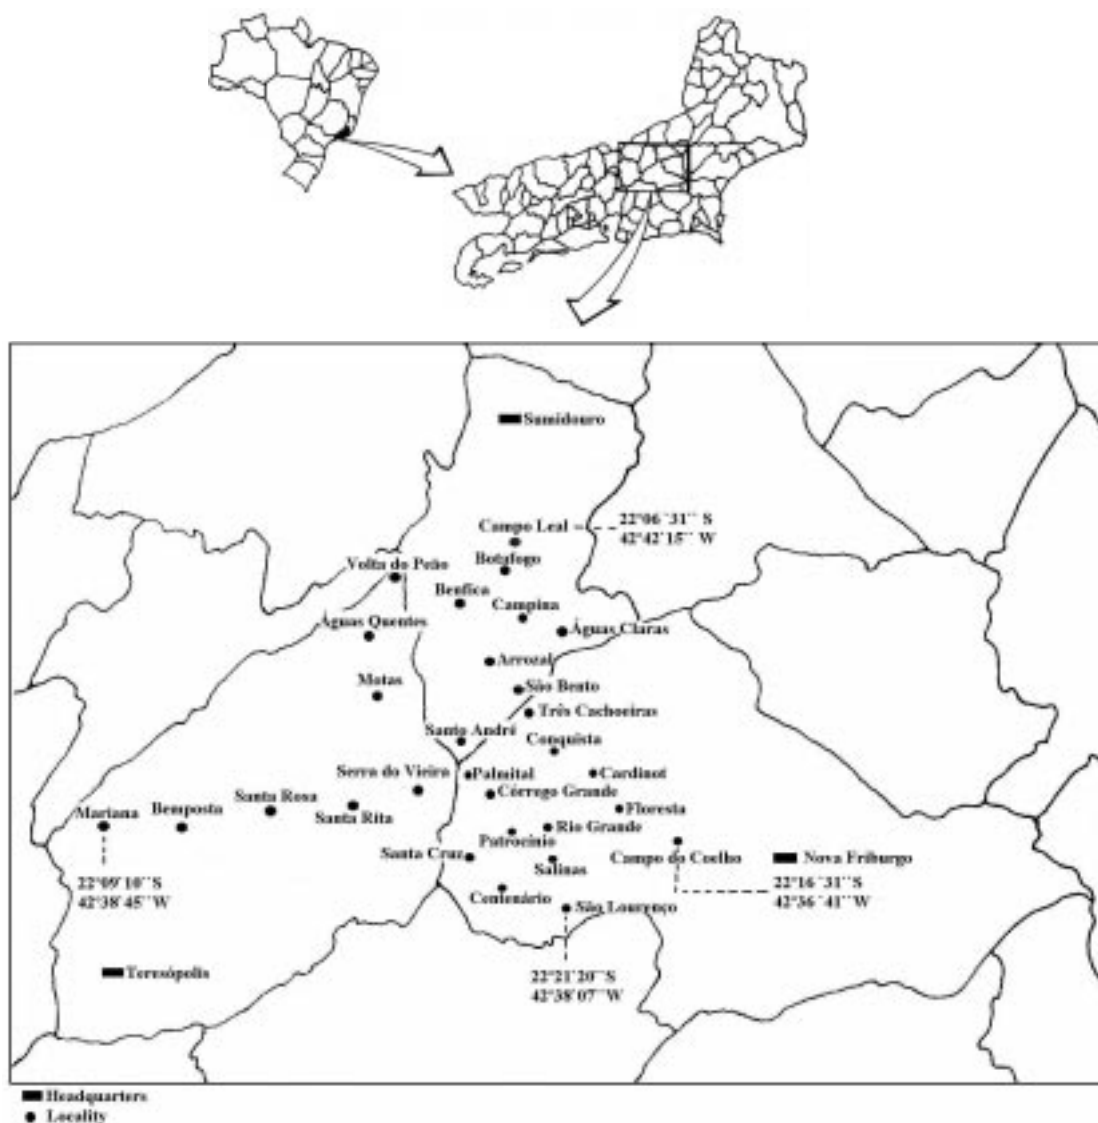 Sumidouro
Campo Leal
22°06´31´´ S
42°42´15´´ W
Botafogo
Volta do Peão
Benfica
Campina
Águas Quentes
Águas Claras
Arrozal
Motas
São Bento
Três Cachoeiras
Santo André
Conquista
Serra do Vieira
Palmital
Cardinot
Santa Rosa
Córrego Grande
Mariana
Bemposta
Santa Rita
Floresta
Patrocínio
Rio Grande
Santa Cruz
Salinas
Campo do Coelho
Nova Friburgo
22°09´10´´S
42°38´45´´W
22°16´31´´S
42°36´41´´W
Centenário
São Lourenço
Teresópolis
22°21´20´´S
42°38´07´´W
Headquarters
Locality